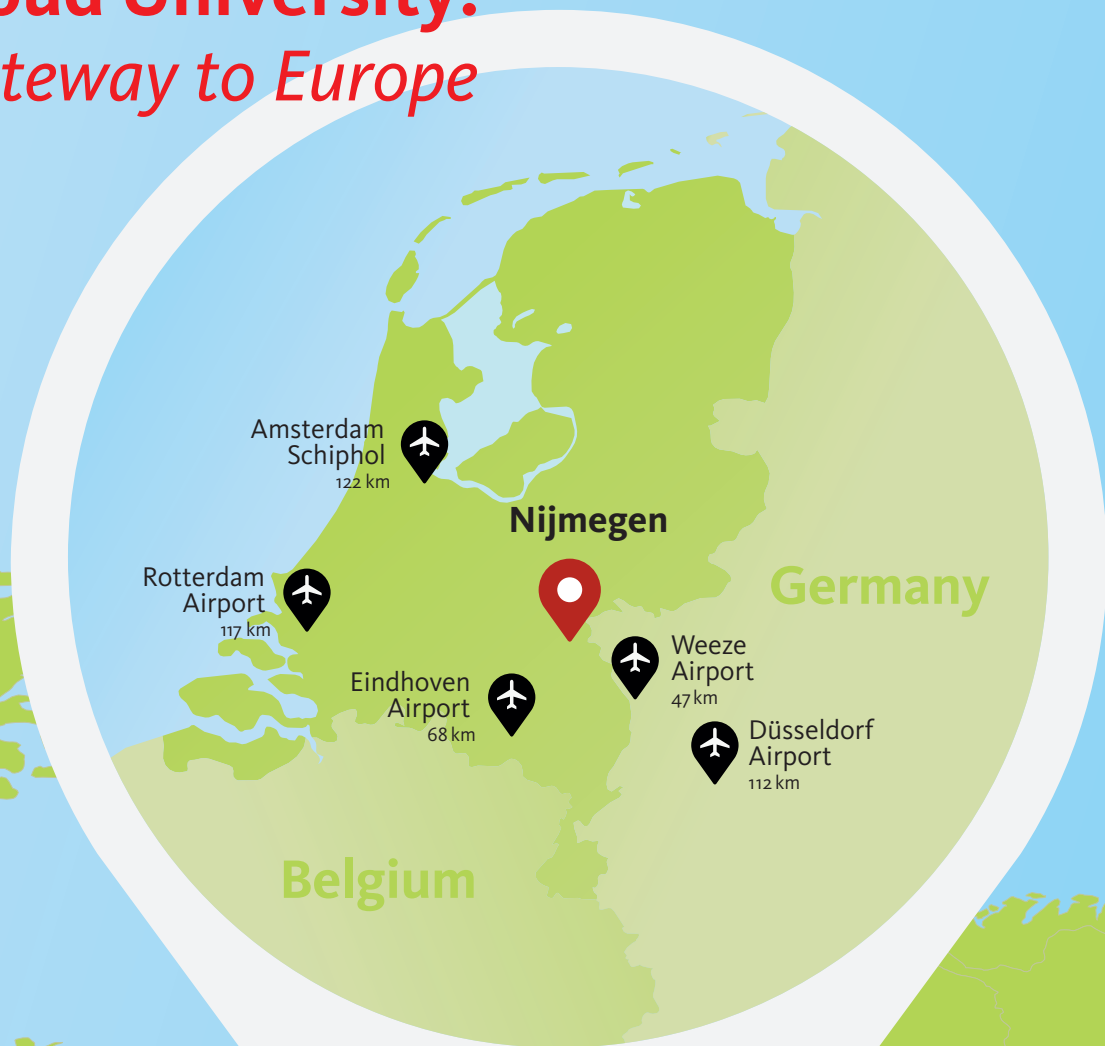 University:
to Europe
Amsterdam
Schiphol
122 km
Nijmegen
Rotterdam
Airport
117 km
Germany
Weeze
Airport
47 km
Eindhoven
Airport
68 km
Düsseldorf
Airport
112 km
Belgium